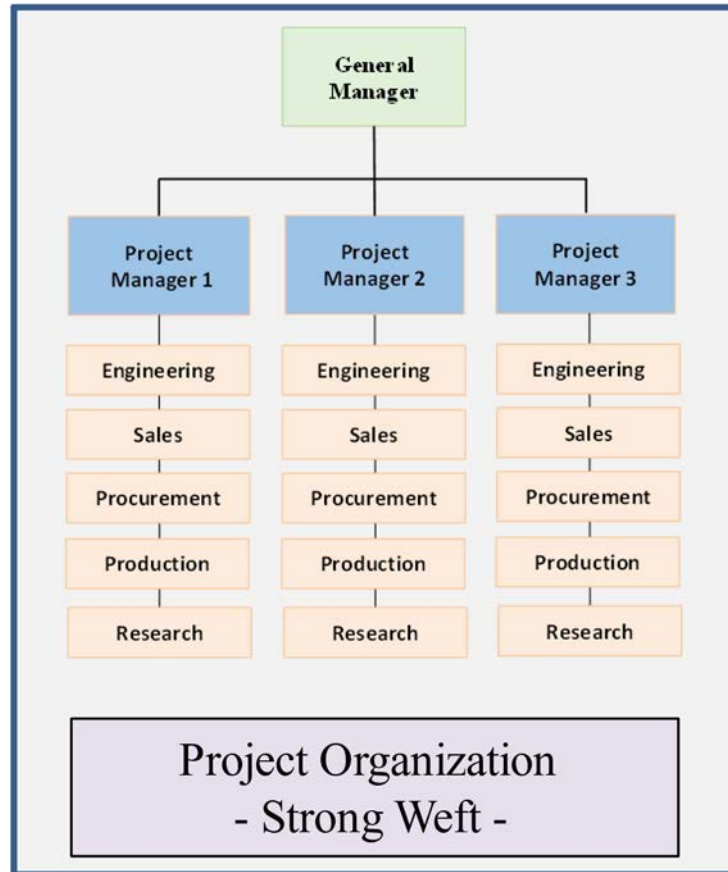 General
Manager
Project
Manager 1
Project
Manager 2
Project
Manager 3
Engineering
Sales
Procurement
Production
Research
Engineering
Sales
Procurement
Production
Research
Engineering
Sales
Procurement
Production
Research
Project Organization
- Strong Weft -